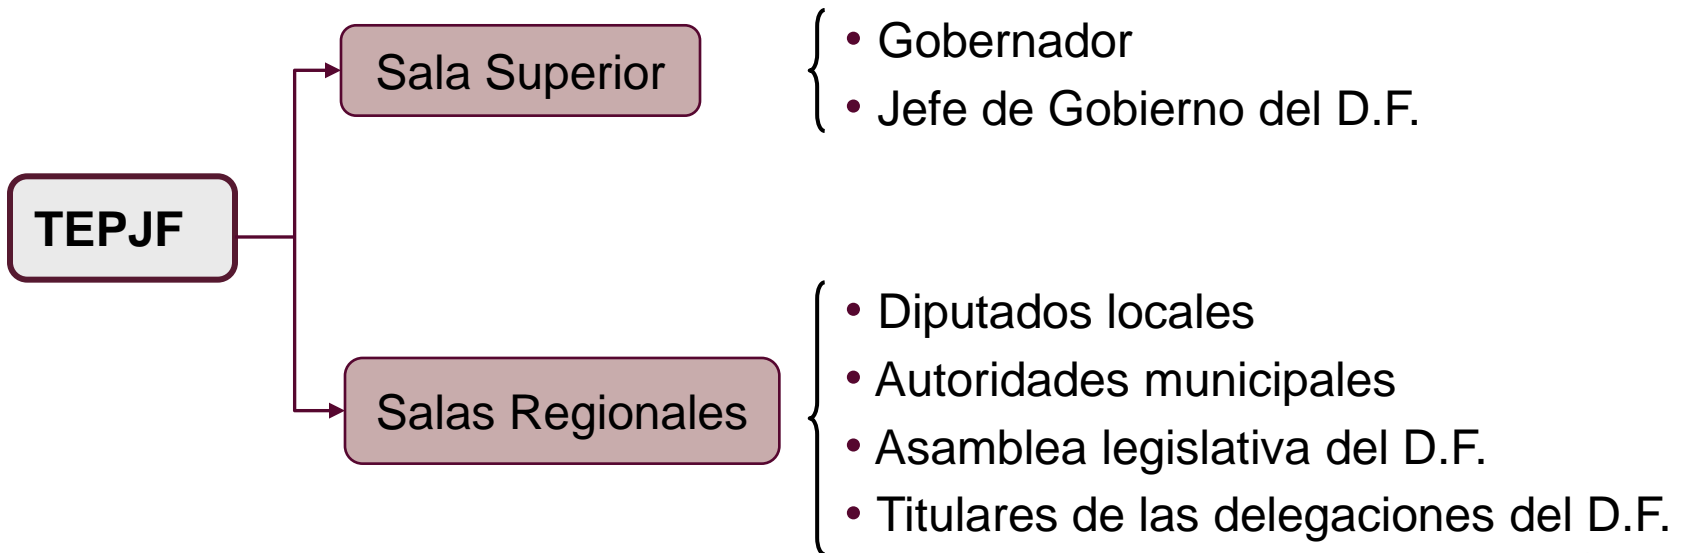 TEPJF
Sala Superior
• Gobernador
• Jefe de Gobierno del D.F.
Salas Regionales
• Diputados locales
• Autoridades municipales
• Asamblea legislativa del D.F.
• Titulares de las delegaciones del D.F.